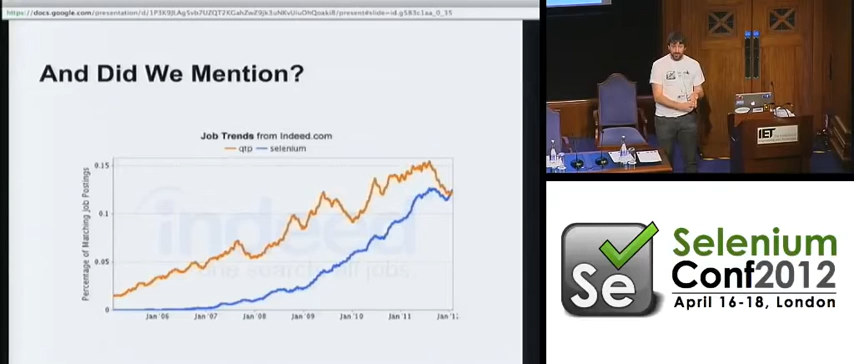 And Did We Mention?
Job Trends from Indeed.com
qtp selenium
Percentage of Matching Job Postings
0.15
0.1
0.05
0
Jan '06 Jan '07 Jan '08 Jan '09 Jan '10 Jan '11 Jan '12
indeed
one search. all jobs.
IET
Se
Selenium
Conf2012
April 16-18, London